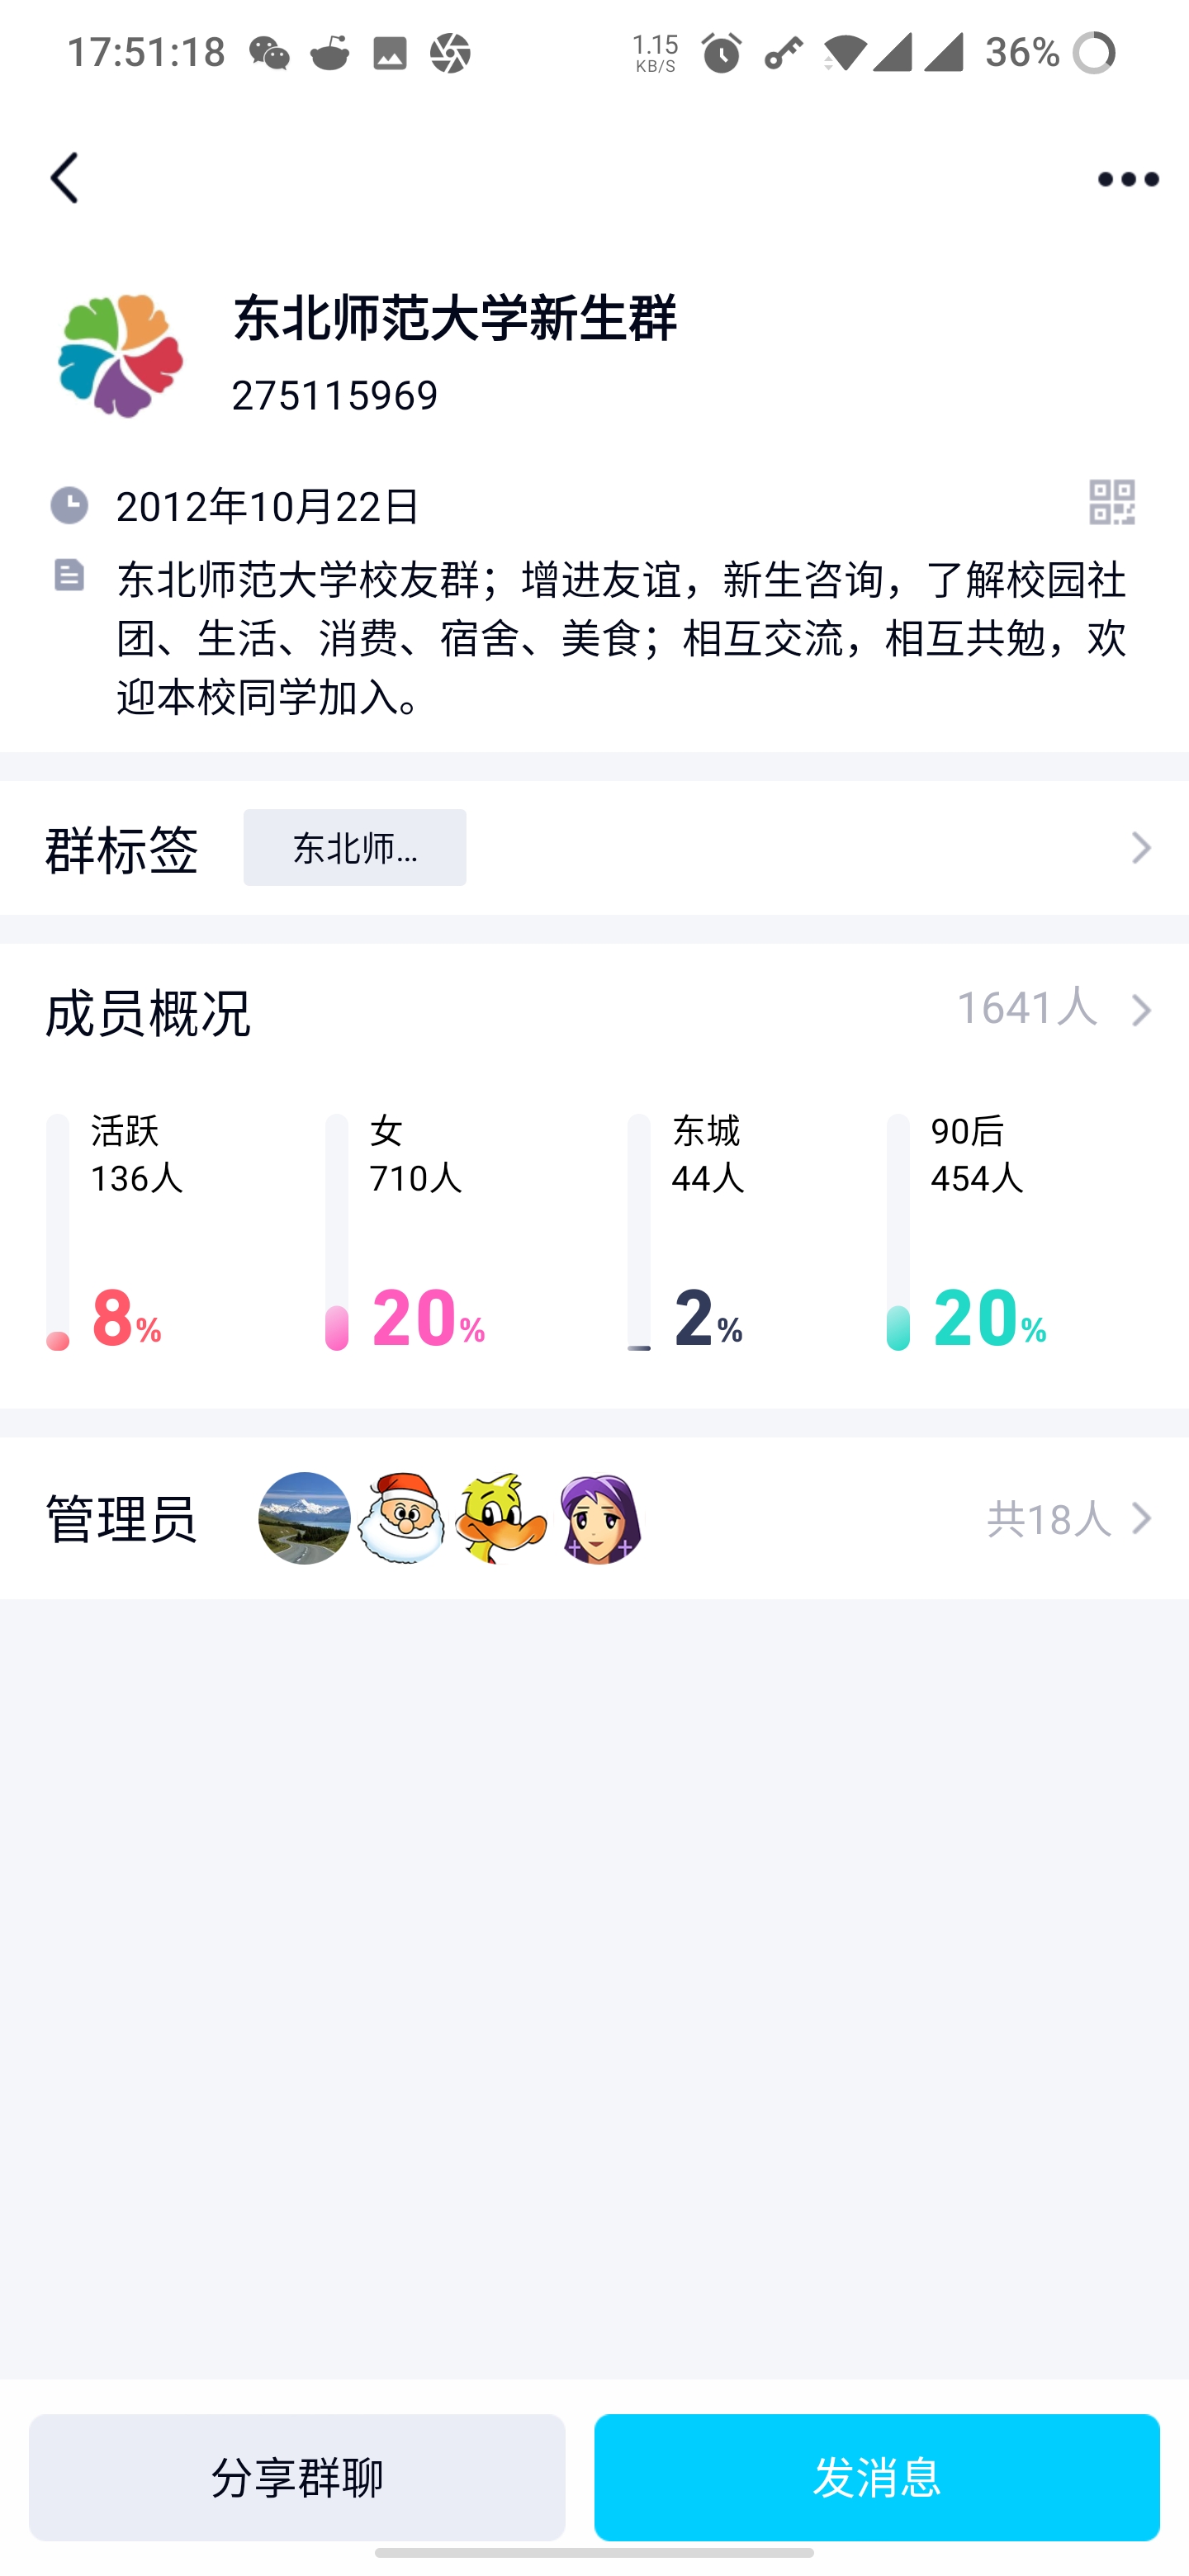 17:51:18
1.15
KB/S
36%
东北师范大学新生群
275115969
2012年10月22日
东北师范大学校友群；增进友谊，新生咨询，了解校园社
团、生活、消费、宿舍、美食；相互交流，相互共勉，欢
迎本校同学加入。
群标签
东北师...
成员概况
1641人
活跃
136人
8%
女
710人
20%
东城
44人
2%
90后
454人
20%
管理员
共18人
分享群聊
发消息